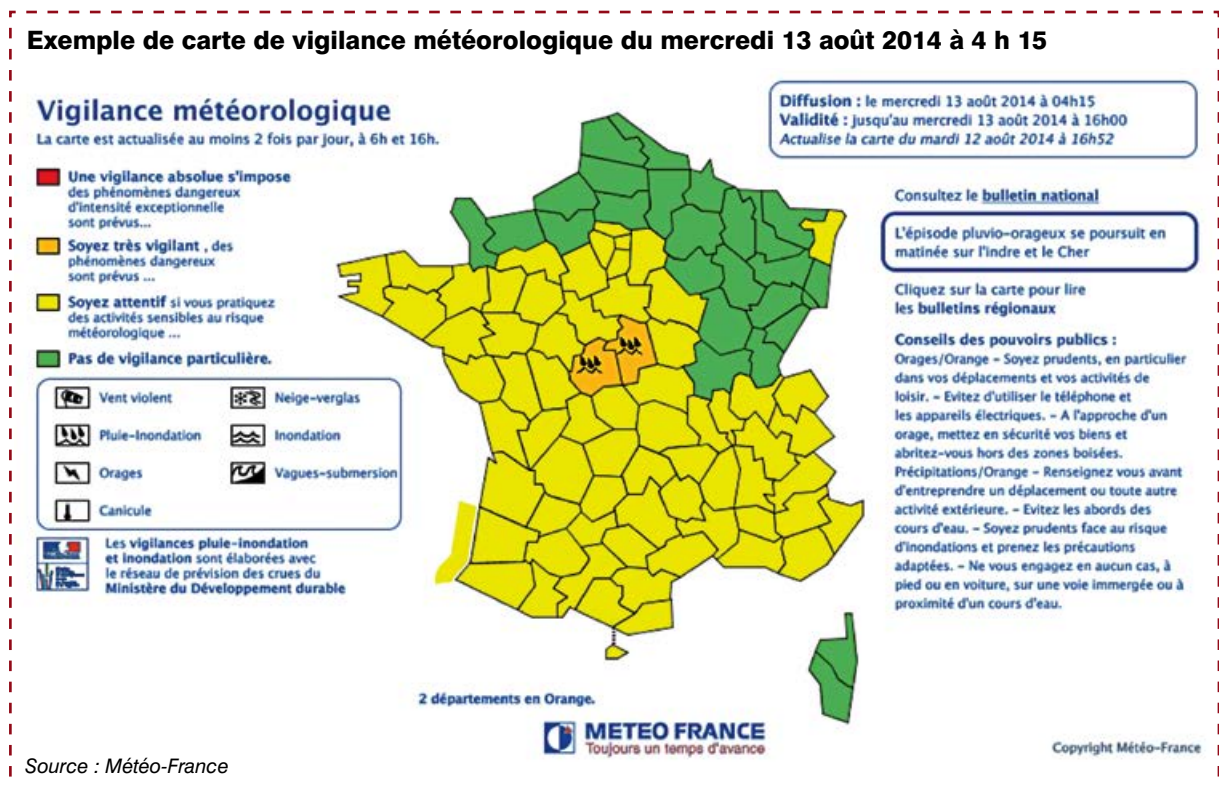 Exemple de carte de vigilance météorologique du mercredi 13 août 2014 à 4 h 15
Vigilance météorologique
La carte est actualisée au moins 2 fois par jour, à 6h et 16h.
Une vigilance absolue s'impose
des phénomènes dangereux
d'intensité exceptionnelle
sont prévus...
Soyez très vigilant , des
phénomènes dangereux
sont prévus ...
Soyez attentif si vous pratiquez
des activités sensibles au risque
météorologique ...
Pas de vigilance particulière.
Vent violent
Neige-verglas
Pluie-Inondation
Inondation
Orages
Vagues-submersion
Canicule
Les vigilances pluie-inondation
et inondation sont élaborées avec
le réseau de prévision des crues du
Ministère du Développement durable
Diffusion : le mercredi 13 août 2014 à 04h15
Validité : jusqu'au mercredi 13 août 2014 à 16h00
Actualise la carte du mardi 12 août 2014 à 16h52
Consultez le bulletin national
L'épisode pluvio-orageux se poursuit en
matinée sur l'indre et le Cher
Cliquez sur la carte pour lire
les bulletins régionaux
Conseils des pouvoirs publics :
Orages/Orange – Soyez prudents, en particulier
dans vos déplacements et vos activités de
loisir. – Evitez d'utiliser le téléphone et
les appareils électriques. – A l'approche d'un
orage, mettez en sécurité vos biens et
abritez-vous hors des zones boisées.
Précipitations/Orange – Renseignez vous avant
d'entreprendre un déplacement ou toute autre
activité extérieure. – Evitez les abords des
cours d'eau. – Soyez prudents face au risque
d'inondations et prenez les précautions
adaptées. – Ne vous engagez en aucun cas, à
pied ou en voiture, sur une voie immergée ou à
proximité d'un cours d'eau.
2 départements en Orange.
METEO FRANCE
Toujours un temps d'avance
Copyright Météo-France
Source : Météo-France